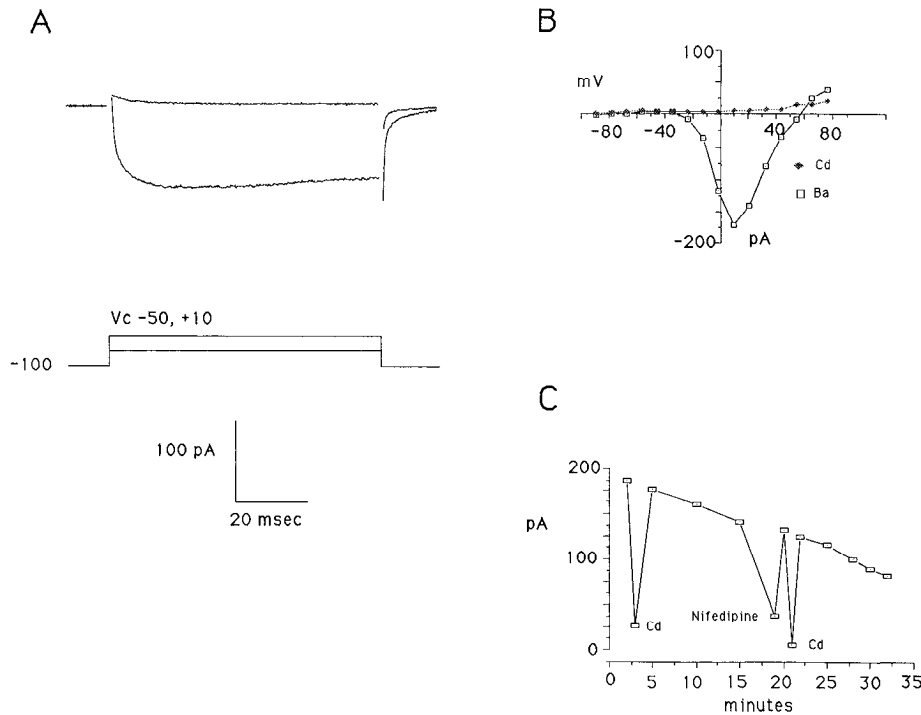 A
Vc -50, +10
-100
100 pA
20 msec
B
100
mV
-80 -40 40 80
Cd
Ba
-200 pA
C
200
pA
100
0
Cd
Nifedipine
Cd
0 5 10 15 20 25 30 35
minutes